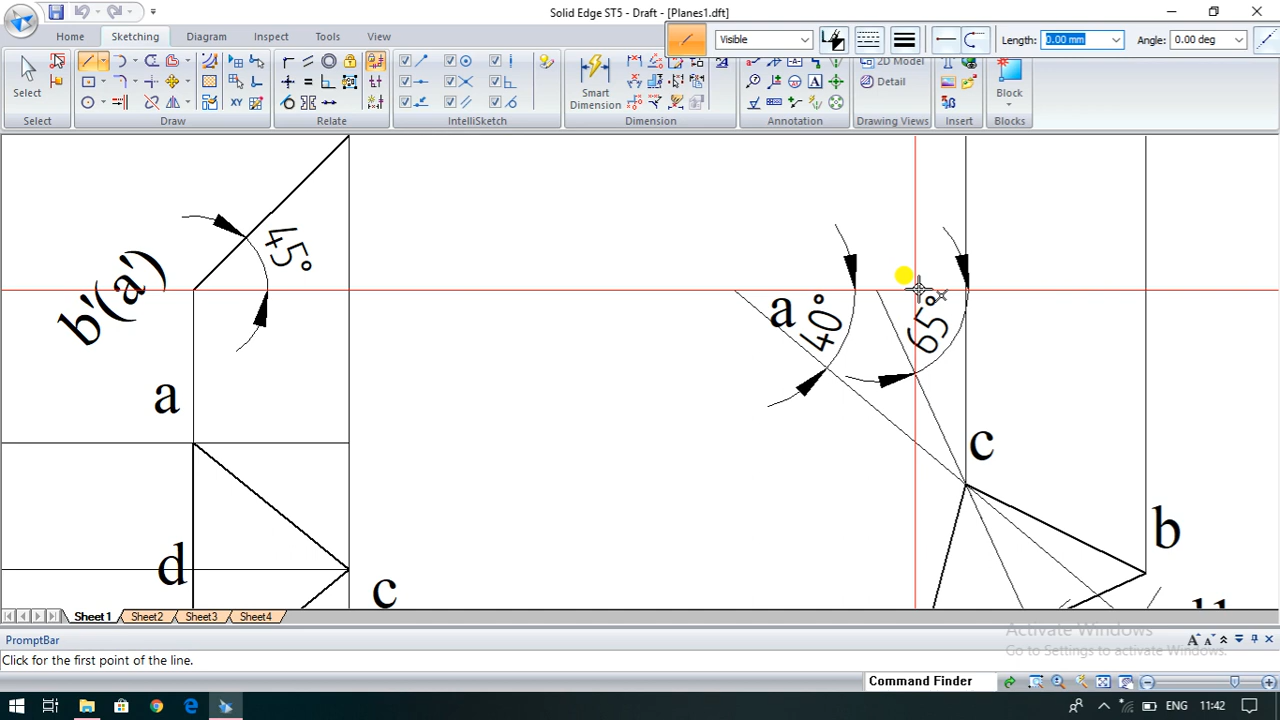 Solid Edge ST5 - Draft - [Planes1.dft]
Home Sketching Diagram Inspect Tools View
Visible Length: 0.00 mm Angle: 0.00 deg
Select
Smart Dimension
2D Model
Detail
Block
Select Draw Relate IntelliSketch Dimension Annotation Drawing Views Insert Blocks
45°
b'(a')
a
40°
65°
a
c
b
d
c
Sheet1 Sheet2 Sheet3 Sheet4
Activate Windows
Go to Settings to activate Windows.
PromptBar
Click for the first point of the line.
Command Finder
ENG 11:42